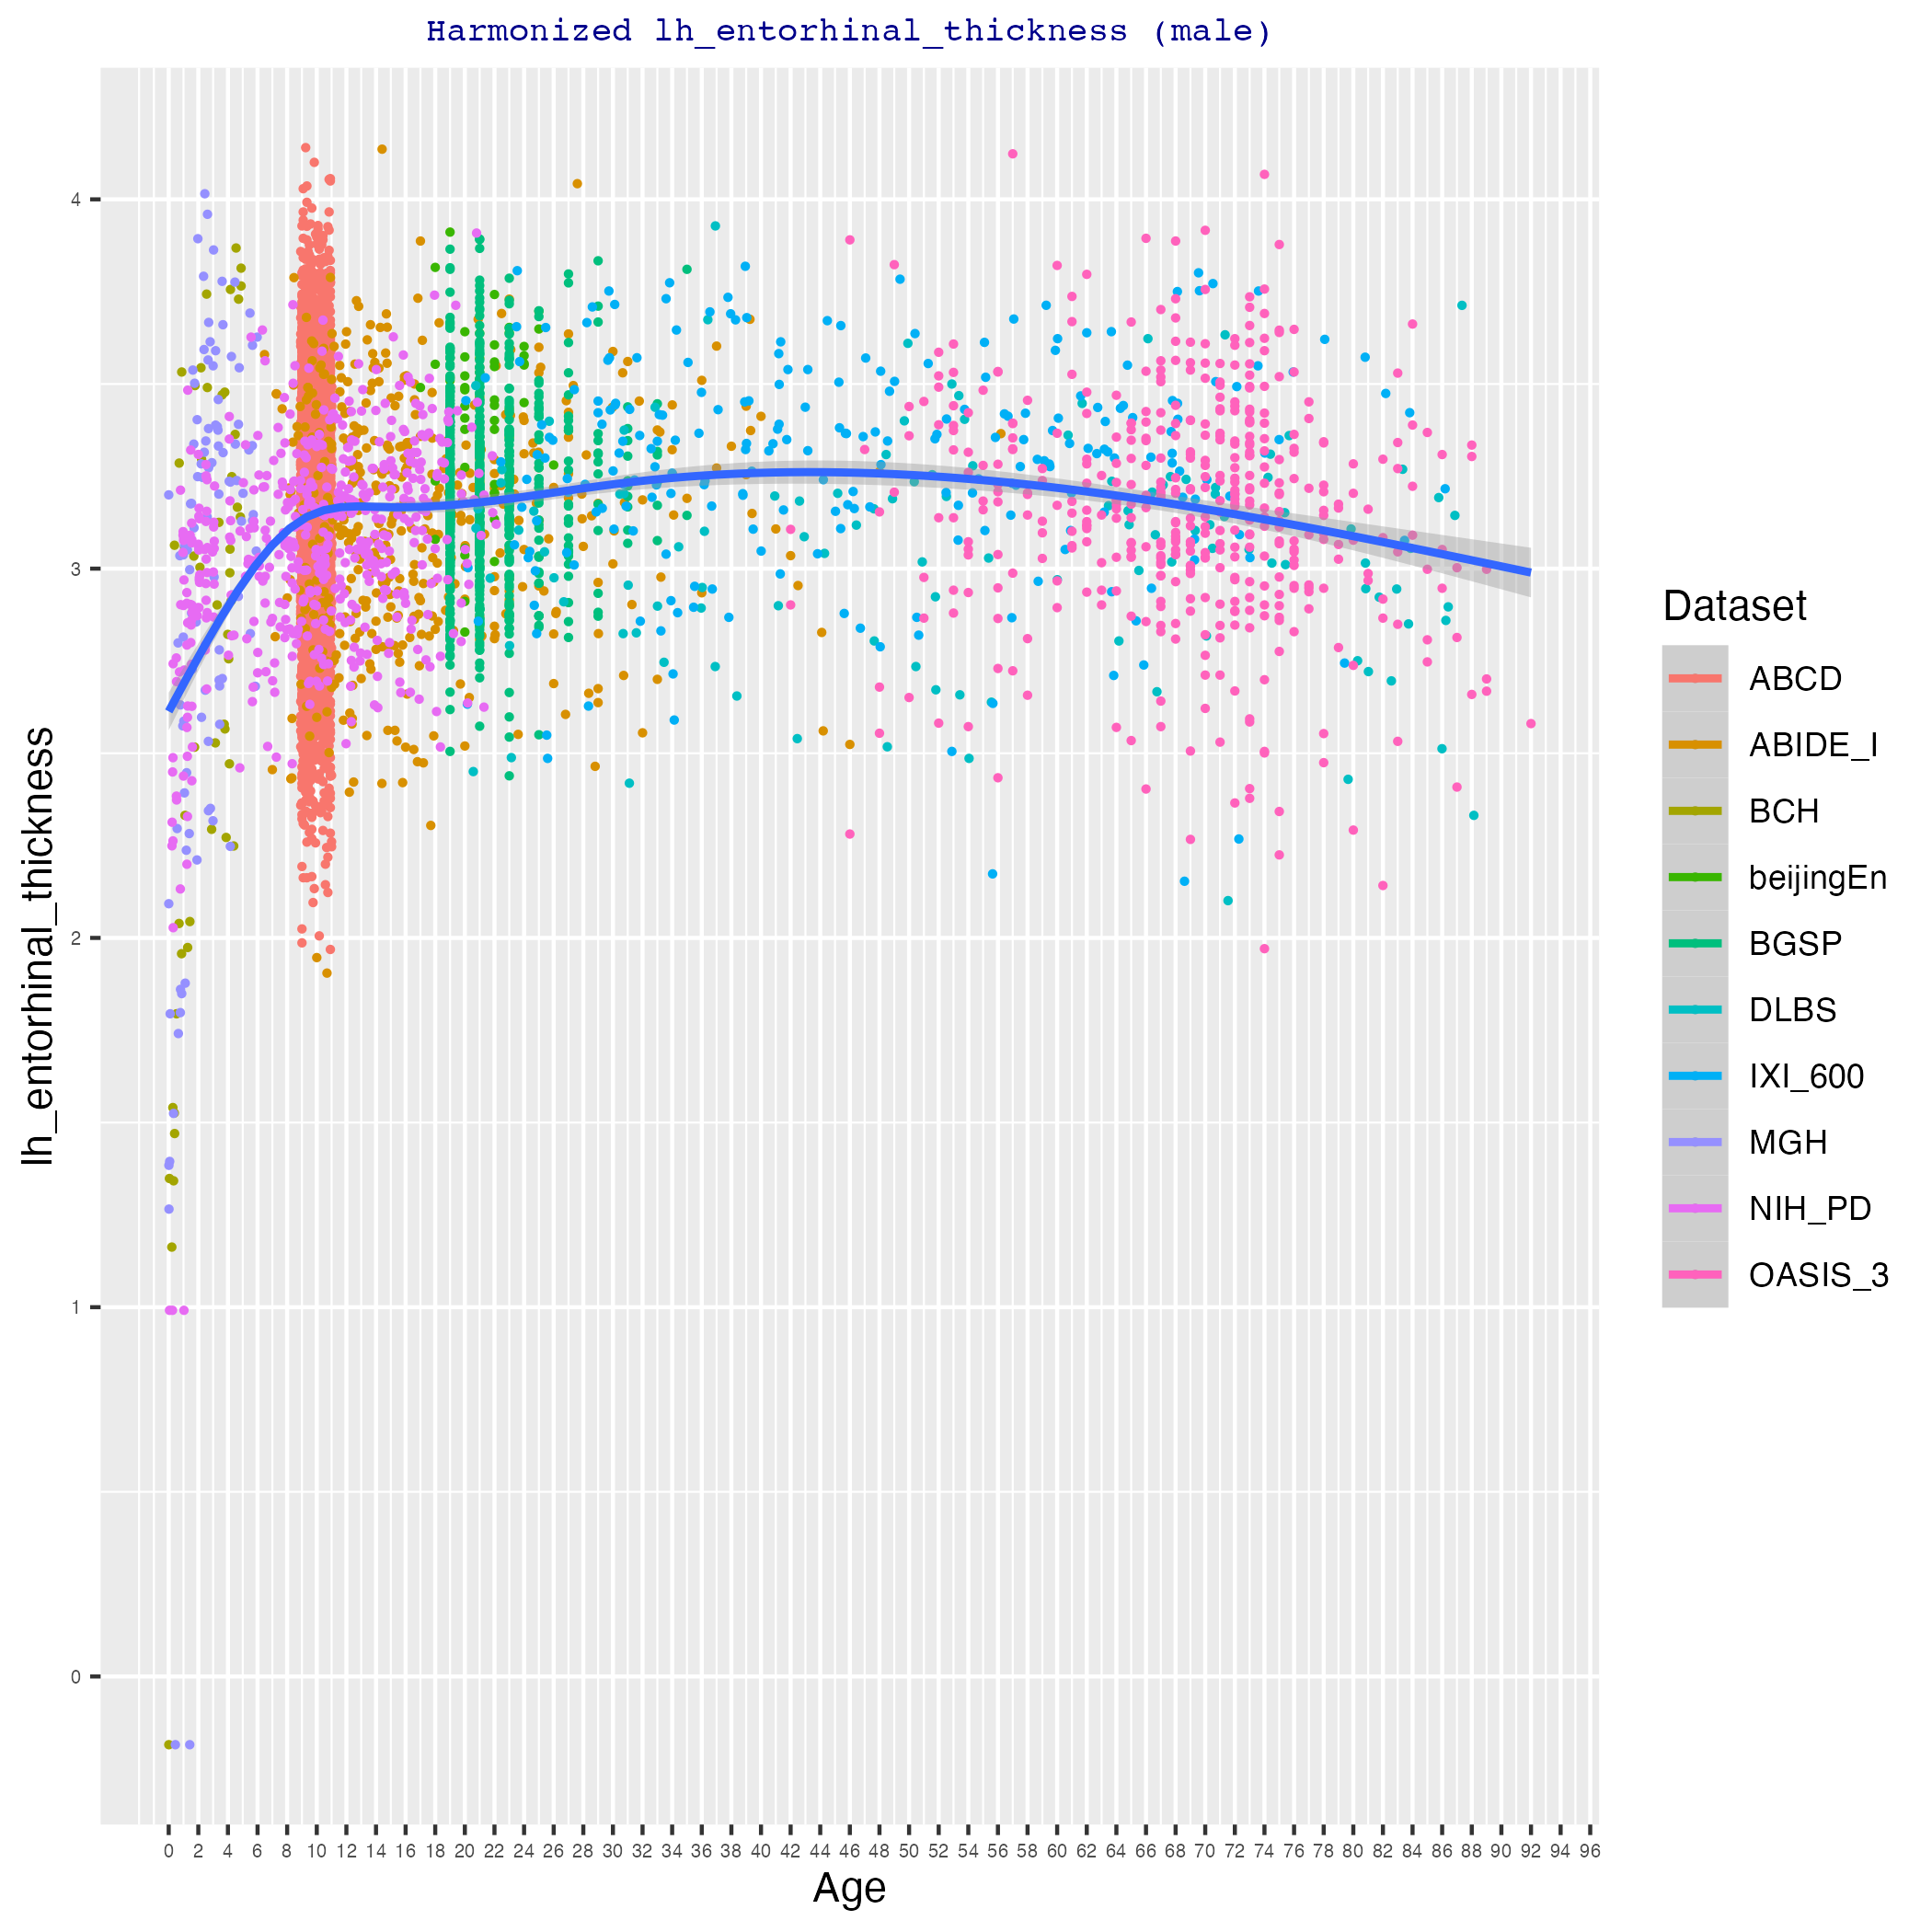 Harmonized lh_entorhinal_thickness (male)
lh_entorhinal_thickness
4
3
2
1
0
0 2 4 6 8 10 12 14 16 18 20 22 24 26 28 30 32 34 36 38 40 42 44 46 48 50 52 54 56 58 60 62 64 66 68 70 72 74 76 78 80 82 84 86 88 90 92 94 96
Age
Dataset
ABCD
ABIDE_I
BCH
beijingEn
BGSP
DLBS
IXI_600
MGH
NIH_PD
OASIS_3